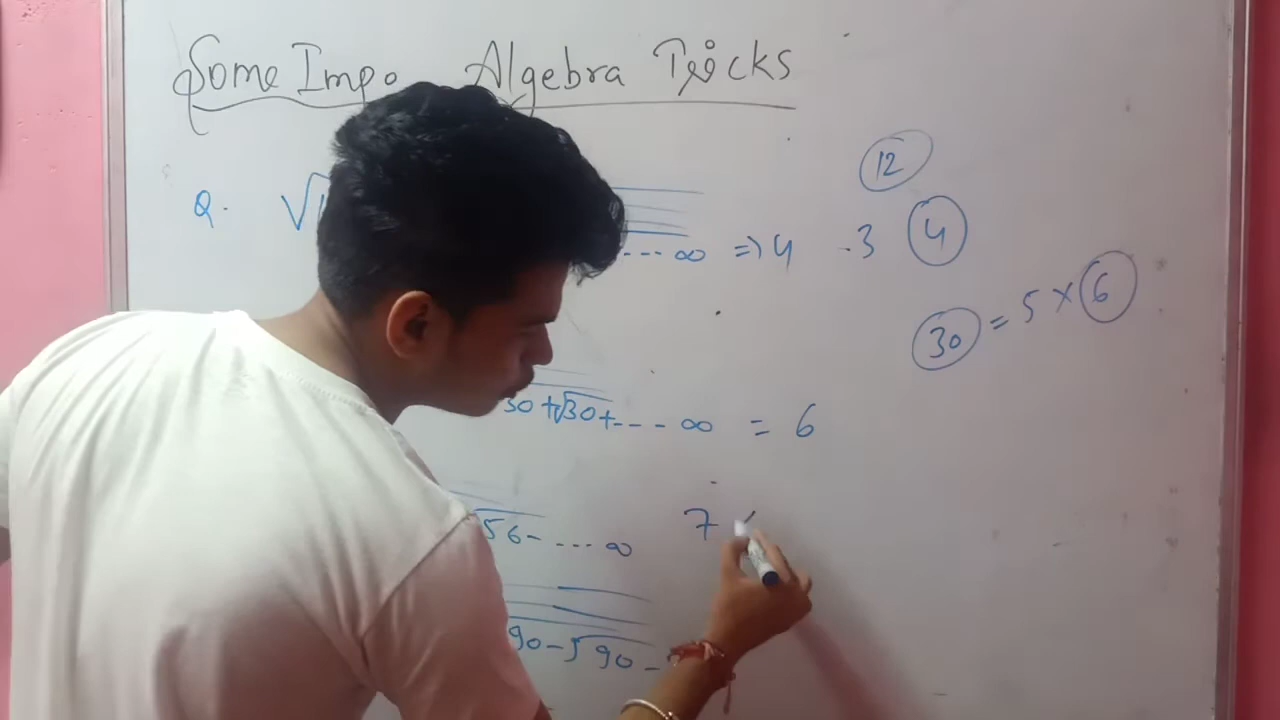 Some Impo Algebra Tricks
12
Q. √1 ---- ∞ => 4 .3 4
30 = 5 × 6
30 + √30 + ---- ∞ = 6
√56 - ---- ∞ 7
90 - √90 -